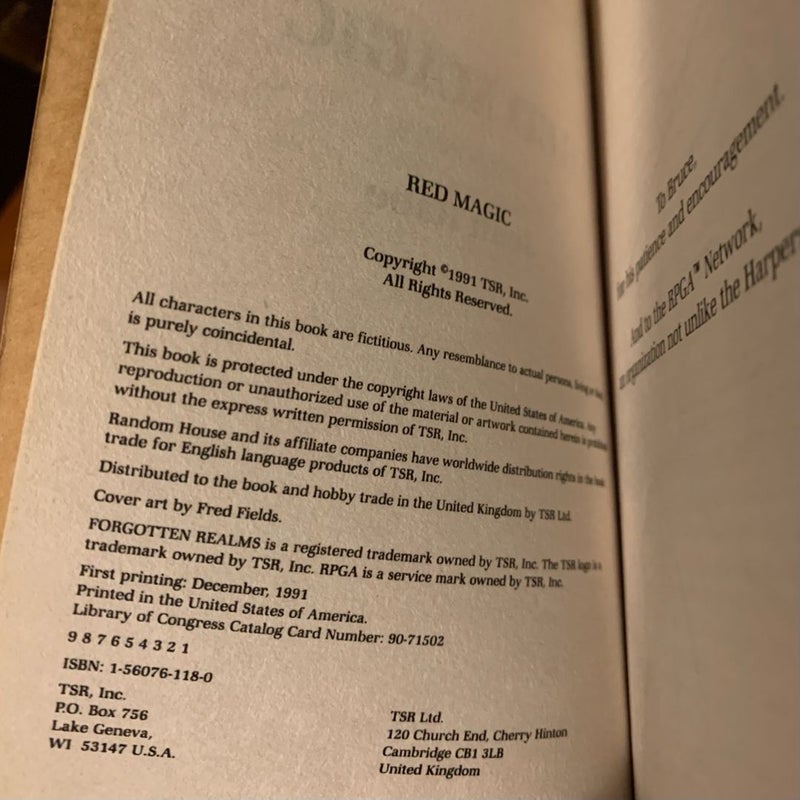 RED MAGIC
Copyright ©1991 TSR, Inc.
All Rights Reserved.
All characters in this book are fictitious. Any resemblance to actual persons, living or
is purely coincidental.
This book is protected under the copyright laws of the United States of America. Any
reproduction or unauthorized use of the material or artwork contained herein is prohibited
without the express written permission of TSR, Inc.
Random House and its affiliate companies have worldwide distribution rights in the book
trade for English language products of TSR, Inc.
Distributed to the book and hobby trade in the United Kingdom by TSR Ltd.
Cover art by Fred Fields.
FORGOTTEN REALMS is a registered trademark owned by TSR, Inc. The TSR logo is a
trademark owned by TSR, Inc. RPGA is a service mark owned by TSR, Inc.
First printing: December, 1991
Printed in the United States of America.
Library of Congress Catalog Card Number: 90-71502
9 8 7 6 5 4 3 2 1
ISBN: 1-56076-118-0
TSR, Inc.
P.O. Box 756
Lake Geneva,
WI 53147 U.S.A.
TSR Ltd.
120 Church End, Cherry Hinton
Cambridge CB1 3LB
United Kingdom
To Bruce,
his patience and encouragement.
And to the RPGA™ Network,
organization not unlike the Harpers